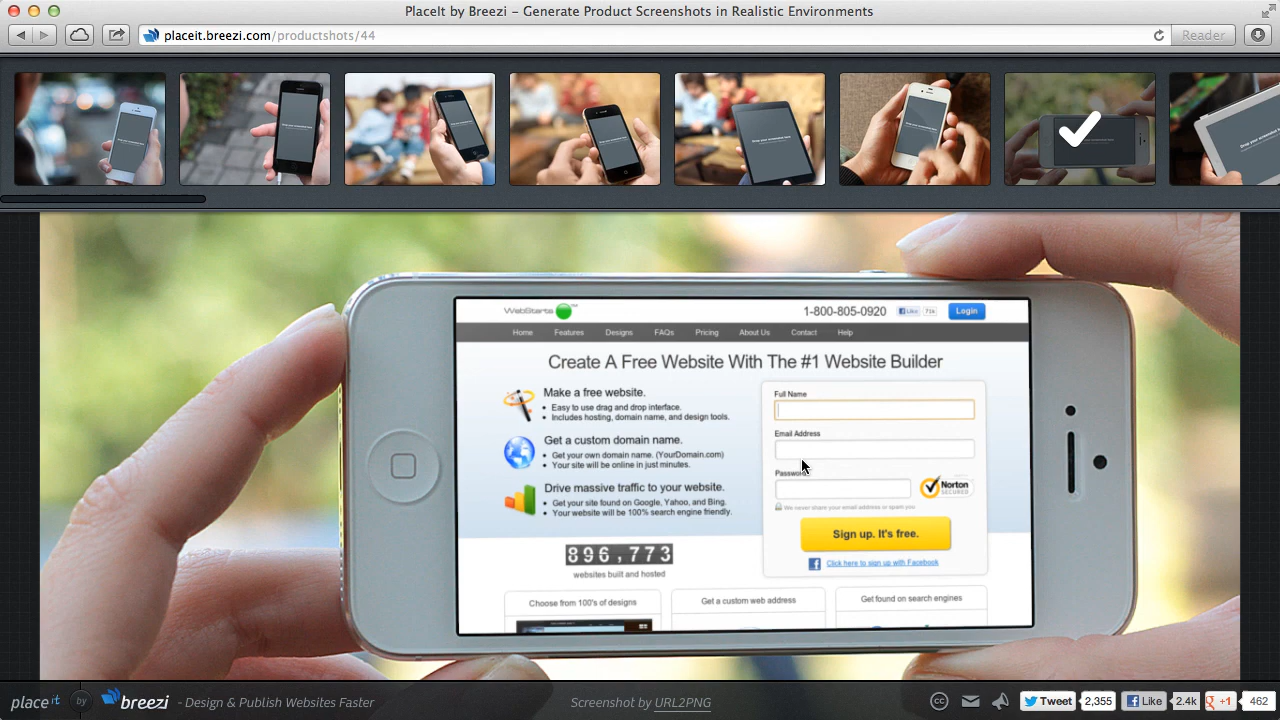 PlaceIt by Breezi – Generate Product Screenshots in Realistic Environments
placeit.breezi.com/productshots/44
Reader
WebStarts™
1-800-805-0920
Like
71k
Login
Home
Features
Designs
FAQs
Pricing
About Us
Contact
Help
Create A Free Website With The #1 Website Builder
Make a free website.
• Easy to use drag and drop interface.
• Includes hosting, domain name, and design tools.
Get a custom domain name.
• Get your own domain name. (YourDomain.com)
• Your site will be online in just minutes.
Drive massive traffic to your website.
• Get your site found on Google, Yahoo, and Bing.
• Your website will be 100% search engine friendly.
896,773
websites built and hosted
Full Name
Email Address
Password
Norton
SECURED
We never share your email address or spam you
Sign up. It's free.
Click here to sign up with Facebook
Choose from 100's of designs
Get a custom web address
Get found on search engines
placeit by breezi - Design & Publish Websites Faster
Screenshot by URL2PNG
cc
Tweet
2,355
Like
2.4k
g +1
462